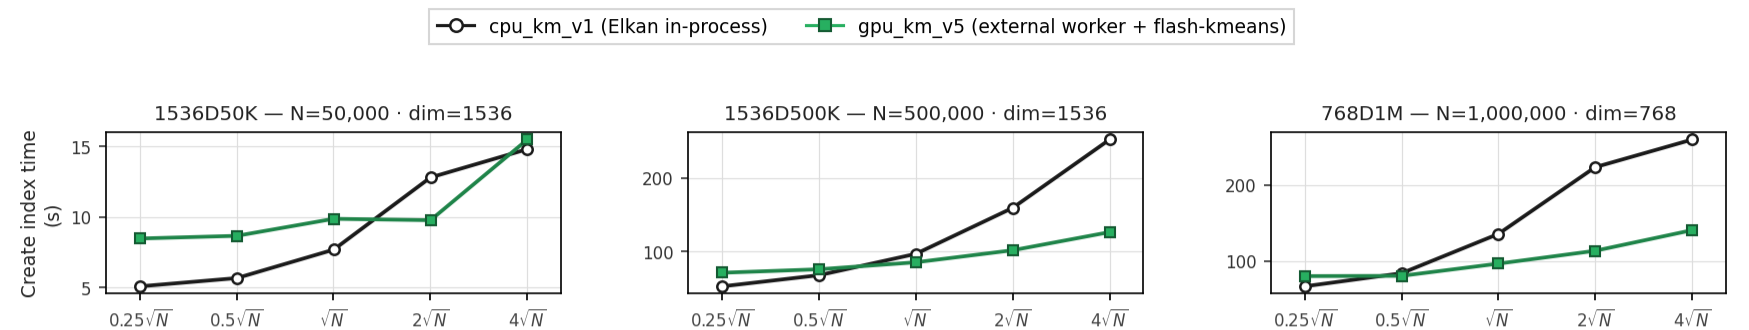 cpu_km_v1 (Elkan in-process) gpu_km_v5 (external worker + flash-kmeans)
1536D50K — N=50,000 · dim=1536
Create index time
(s)
15
10
5
0.25√N 0.5√N √N 2√N 4√N
1536D500K — N=500,000 · dim=1536
200
100
0.25√N 0.5√N √N 2√N 4√N
768D1M — N=1,000,000 · dim=768
200
100
0.25√N 0.5√N √N 2√N 4√N